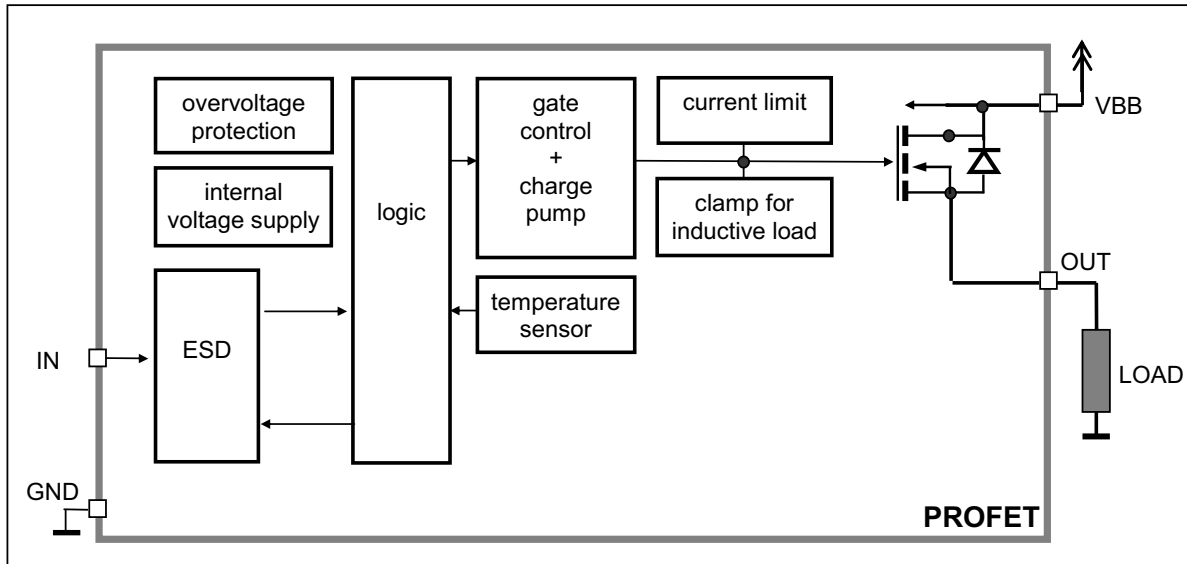 overvoltage
protection
internal
voltage supply
logic
gate
control
+
charge
pump
current limit
clamp for
inductive load
temperature
sensor
ESD
IN
GND
VBB
OUT
LOAD
PROFET